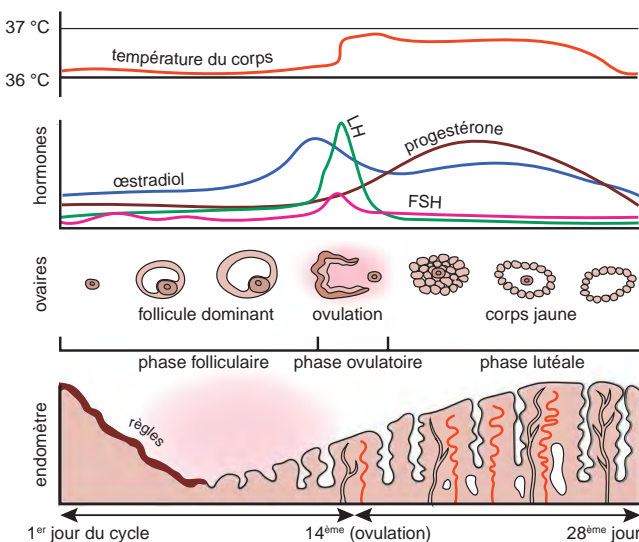 37 °C
température du corps
36 °C
hormones
LH
progestérone
œstradiol
FSH
ovaires
follicule dominant
ovulation
corps jaune
phase folliculaire
phase ovulatoire
phase lutéale
endomètre
règles
1er jour du cycle
14ème (ovulation)
28ème jour